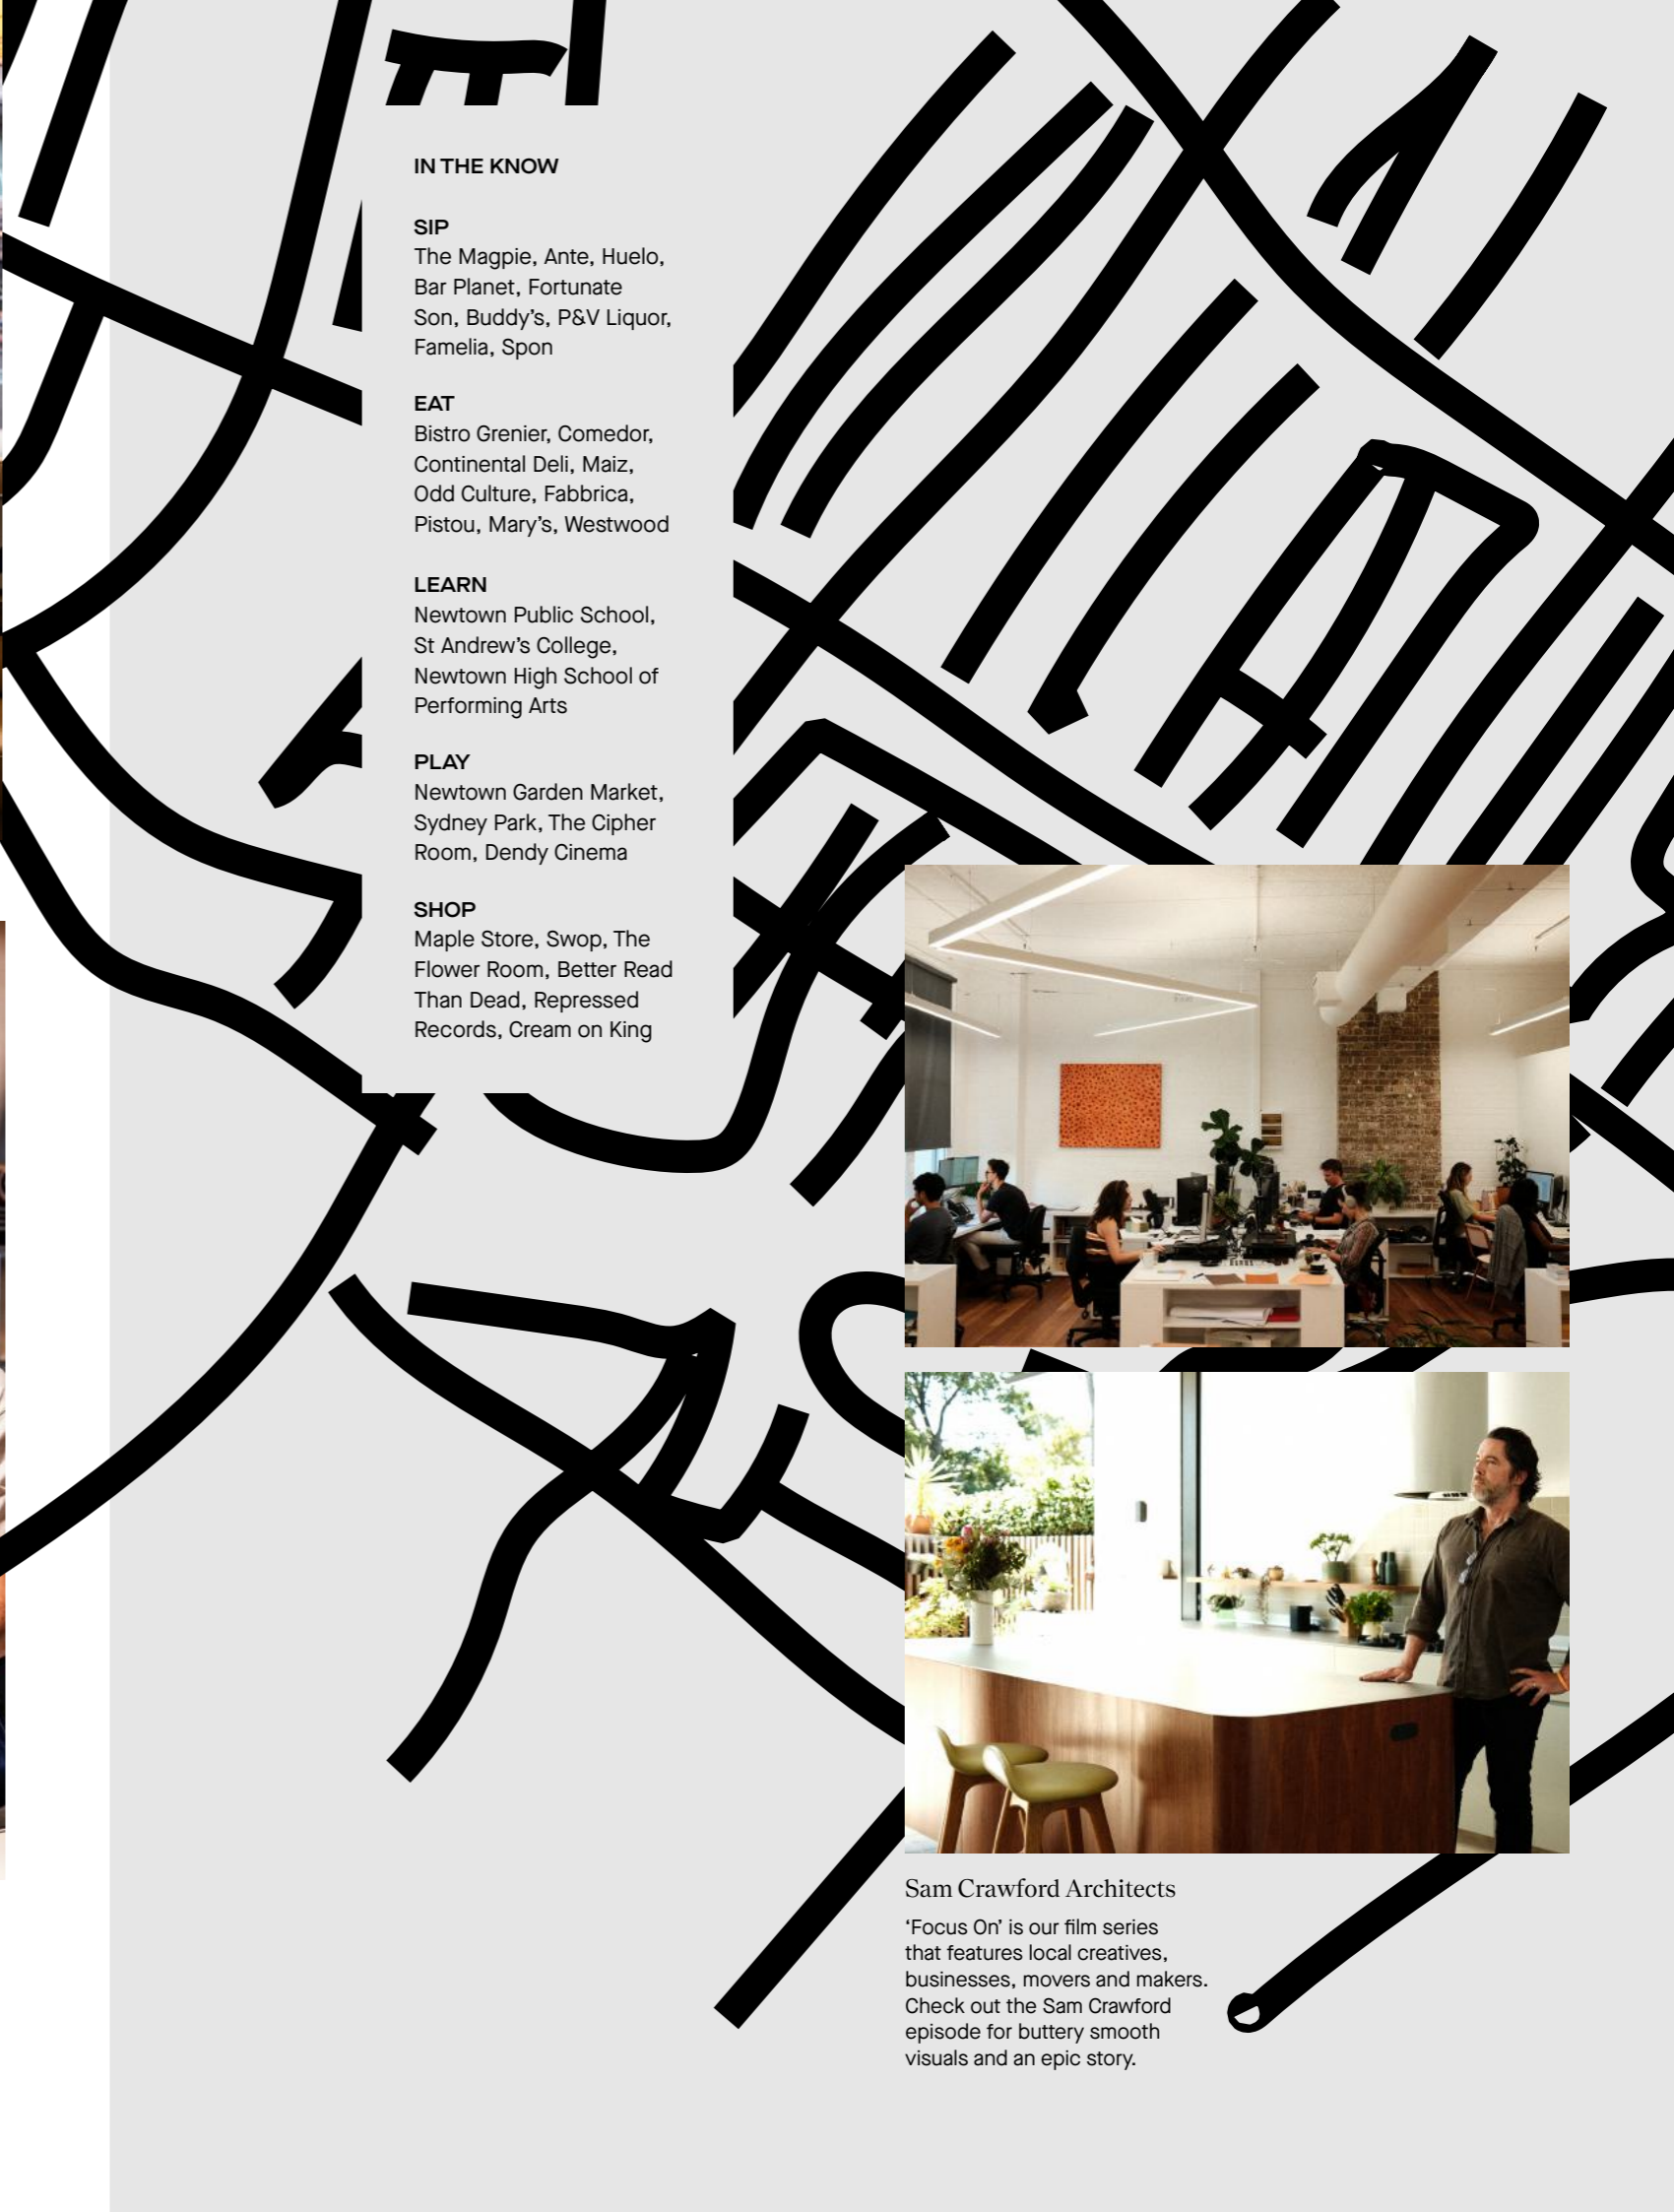 IN THE KNOW
SIP
The Magpie, Ante, Huelo,
Bar Planet, Fortunate
Son, Buddy’s, P&V Liquor,
Famelia, Spon
EAT
Bistro Grenier, Comedor,
Continental Deli, Maiz,
Odd Culture, Fabbrica,
Pistou, Mary’s, Westwood
LEARN
Newtown Public School,
St Andrew’s College,
Newtown High School of
Performing Arts
PLAY
Newtown Garden Market,
Sydney Park, The Cipher
Room, Dendy Cinema
SHOP
Maple Store, Swop, The
Flower Room, Better Read
Than Dead, Repressed
Records, Cream on King
Sam Crawford Architects
‘Focus On’ is our film series
that features local creatives,
businesses, movers and makers.
Check out the Sam Crawford
episode for buttery smooth
visuals and an epic story.